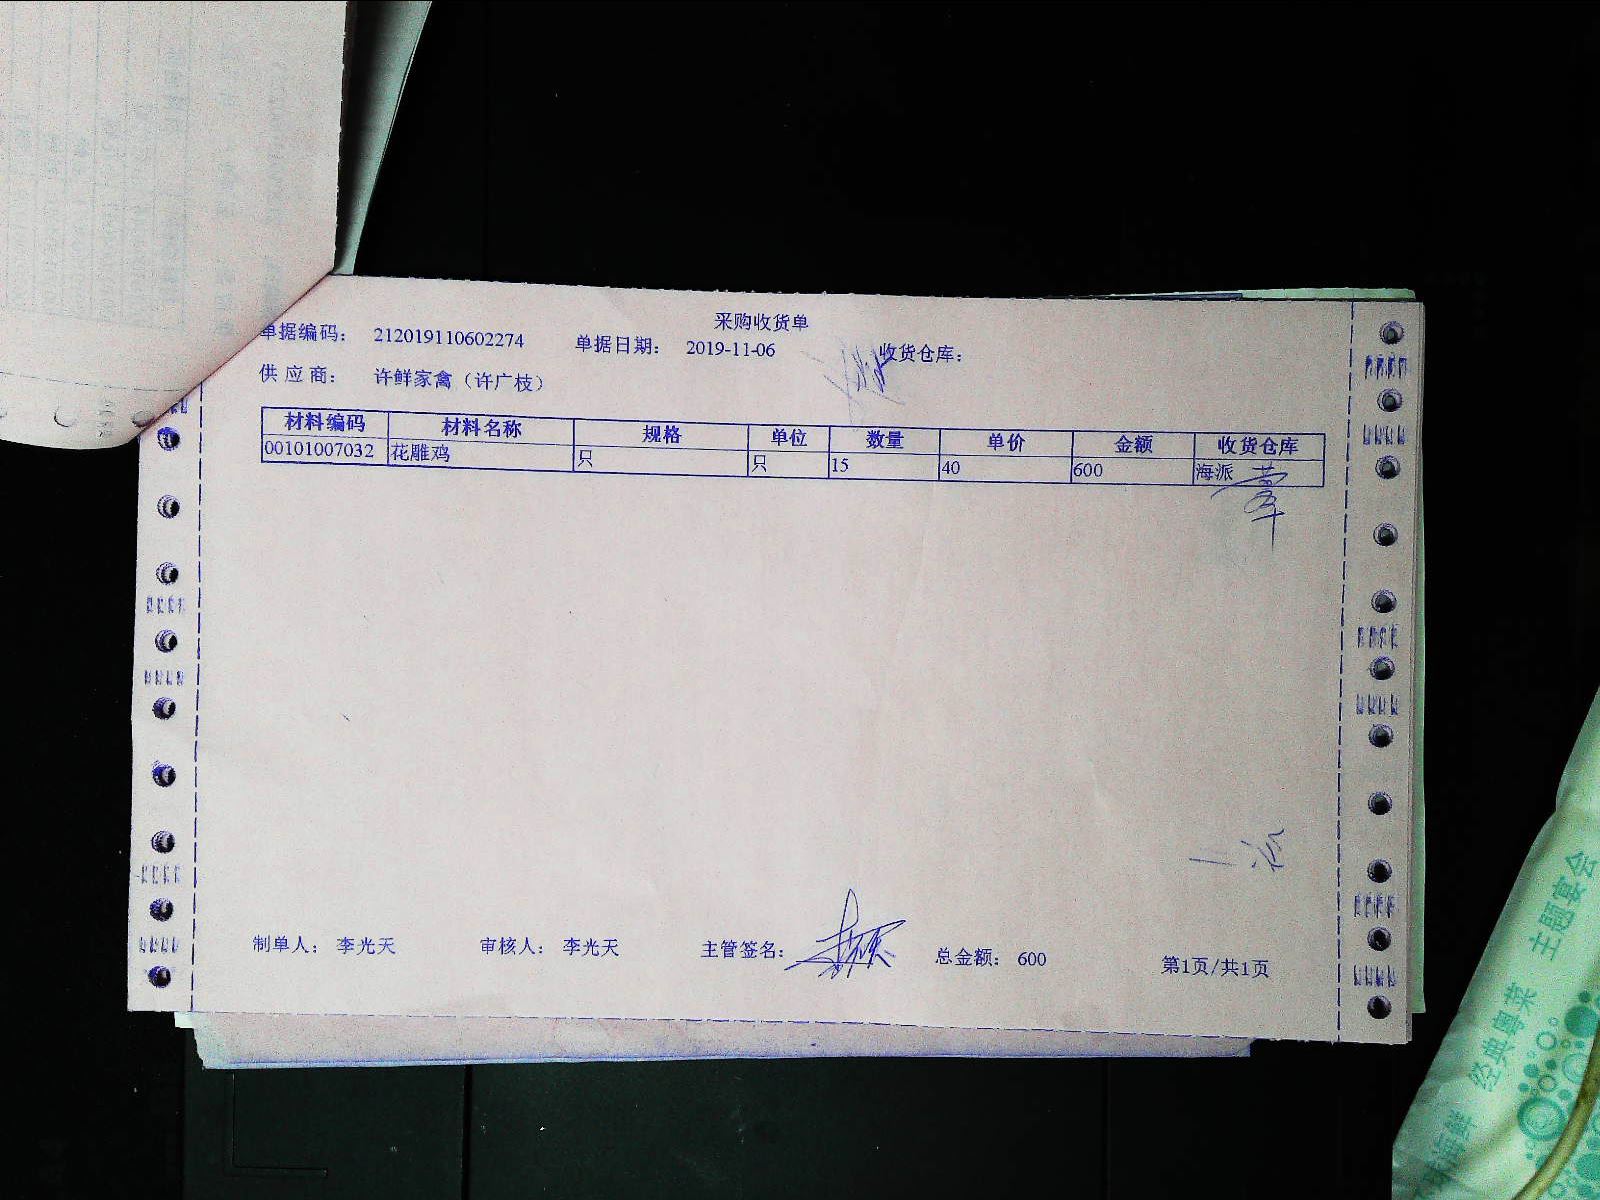 采购收货单
单据编码： 212019110602274 单据日期： 2019-11-06 收货仓库：
供应商： 许鲜家禽（许广枝）
材料编码 材料名称 规格 单位 数量 单价 金额 收货仓库
00101007032 花雕鸡 只 只 15 40 600 海派
制单人： 李光天 审核人： 李光天 主管签名： 总金额： 600 第1页/共1页
主题宴会
经典粤菜